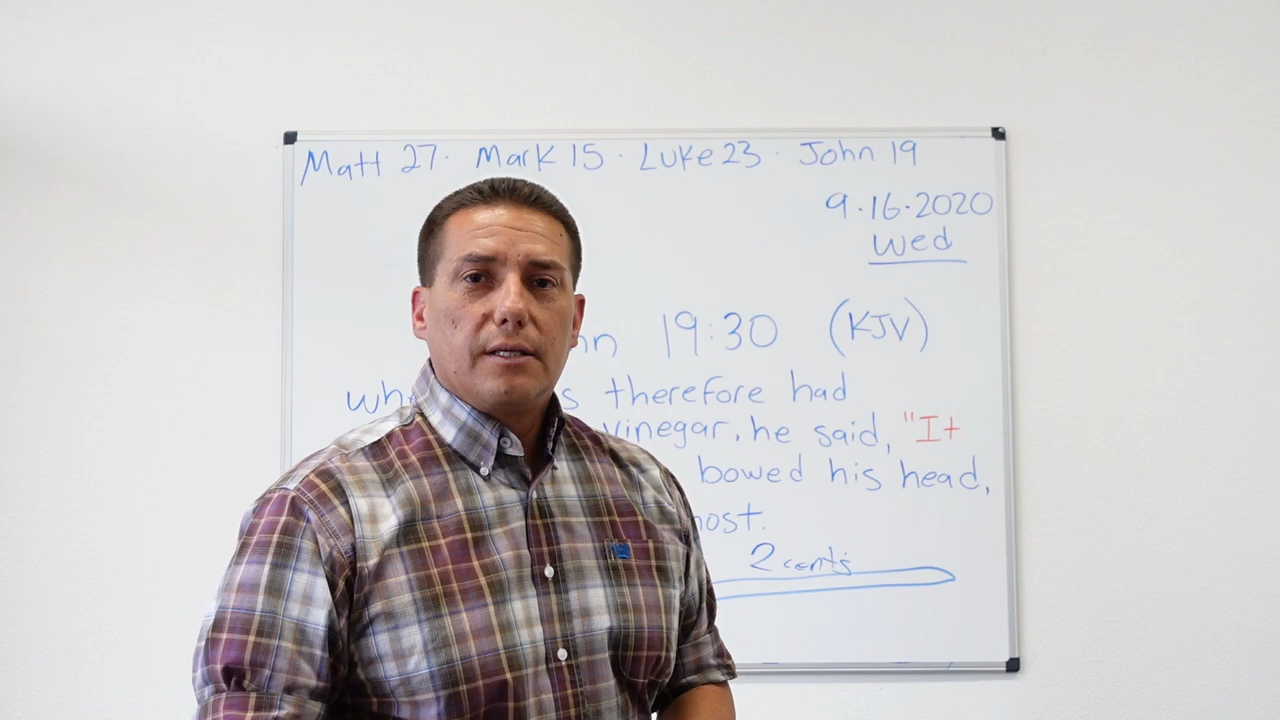 Matt 27 · Mark 15 · Luke 23 · John 19
9·16·2020
Wed
19:30 (KJV)
therefore had
vinegar, he said, "It
bowed his head,
2 cents